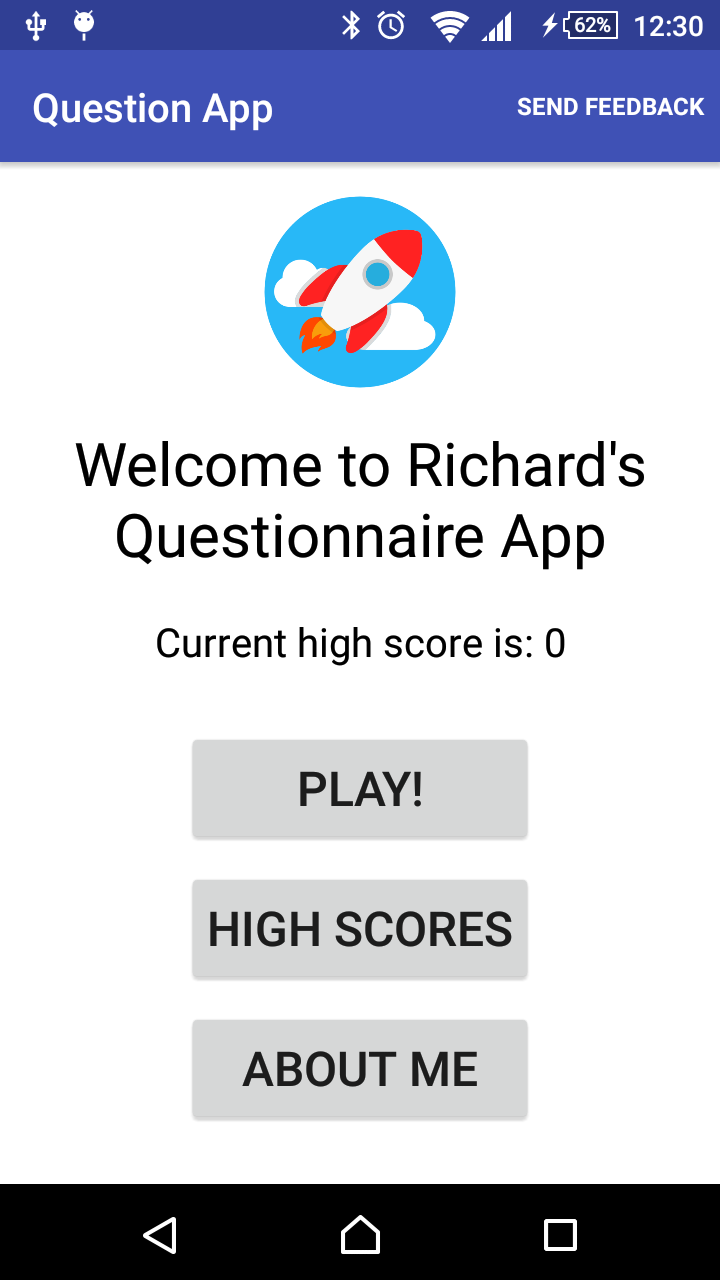 62% 12:30
Question App SEND FEEDBACK
Welcome to Richard's
Questionnaire App
Current high score is: 0
PLAY!
HIGH SCORES
ABOUT ME